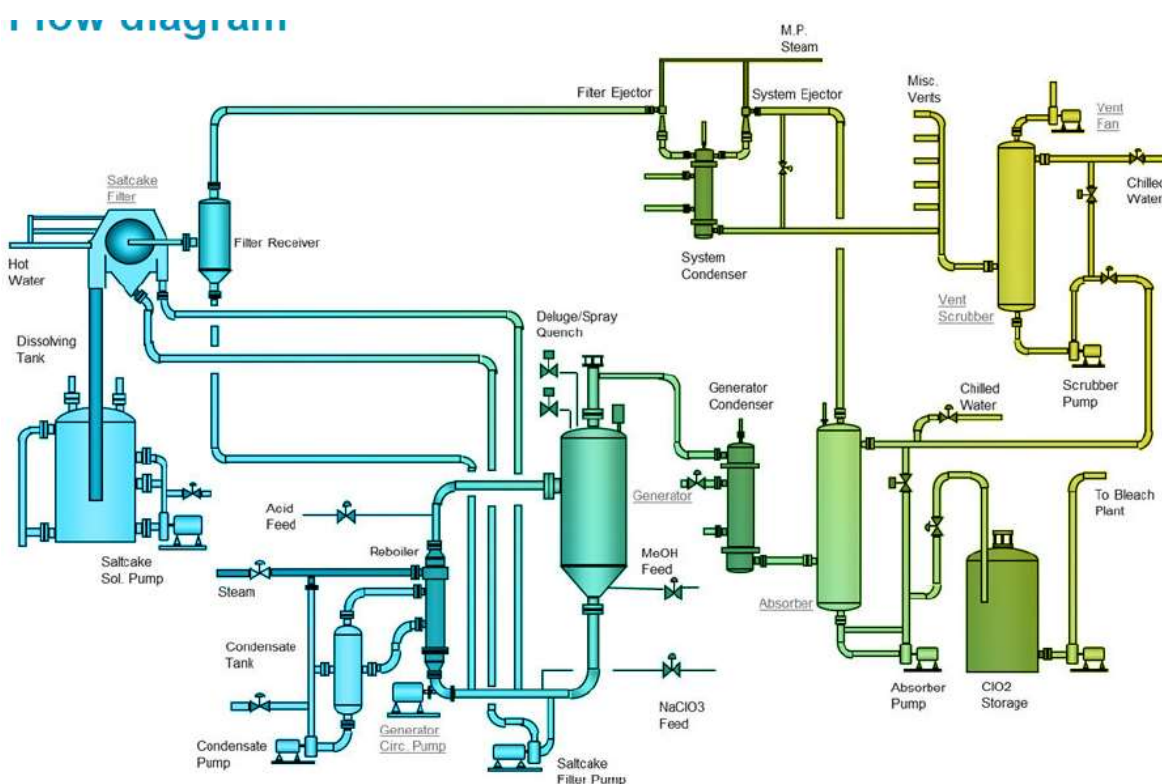 Flow diagram
M.P.
Steam
Filter Ejector
System Ejector
Misc.
Vents
Vent
Fan
Saltcake
Filter
Chilled
Water
Hot
Water
Filter Receiver
System
Condenser
Vent
Scrubber
Dissolving
Tank
Deluge/Spray
Quench
Generator
Condenser
Chilled
Water
Scrubber
Pump
Acid
Feed
Generator
To Bleach
Plant
Saltcake
Sol. Pump
Reboiler
MeOH
Feed
Steam
Absorber
Condensate
Tank
NaClO3
Feed
Absorber
Pump
ClO2
Storage
Condensate
Pump
Generator
Circ. Pump
Saltcake
Filter Pump